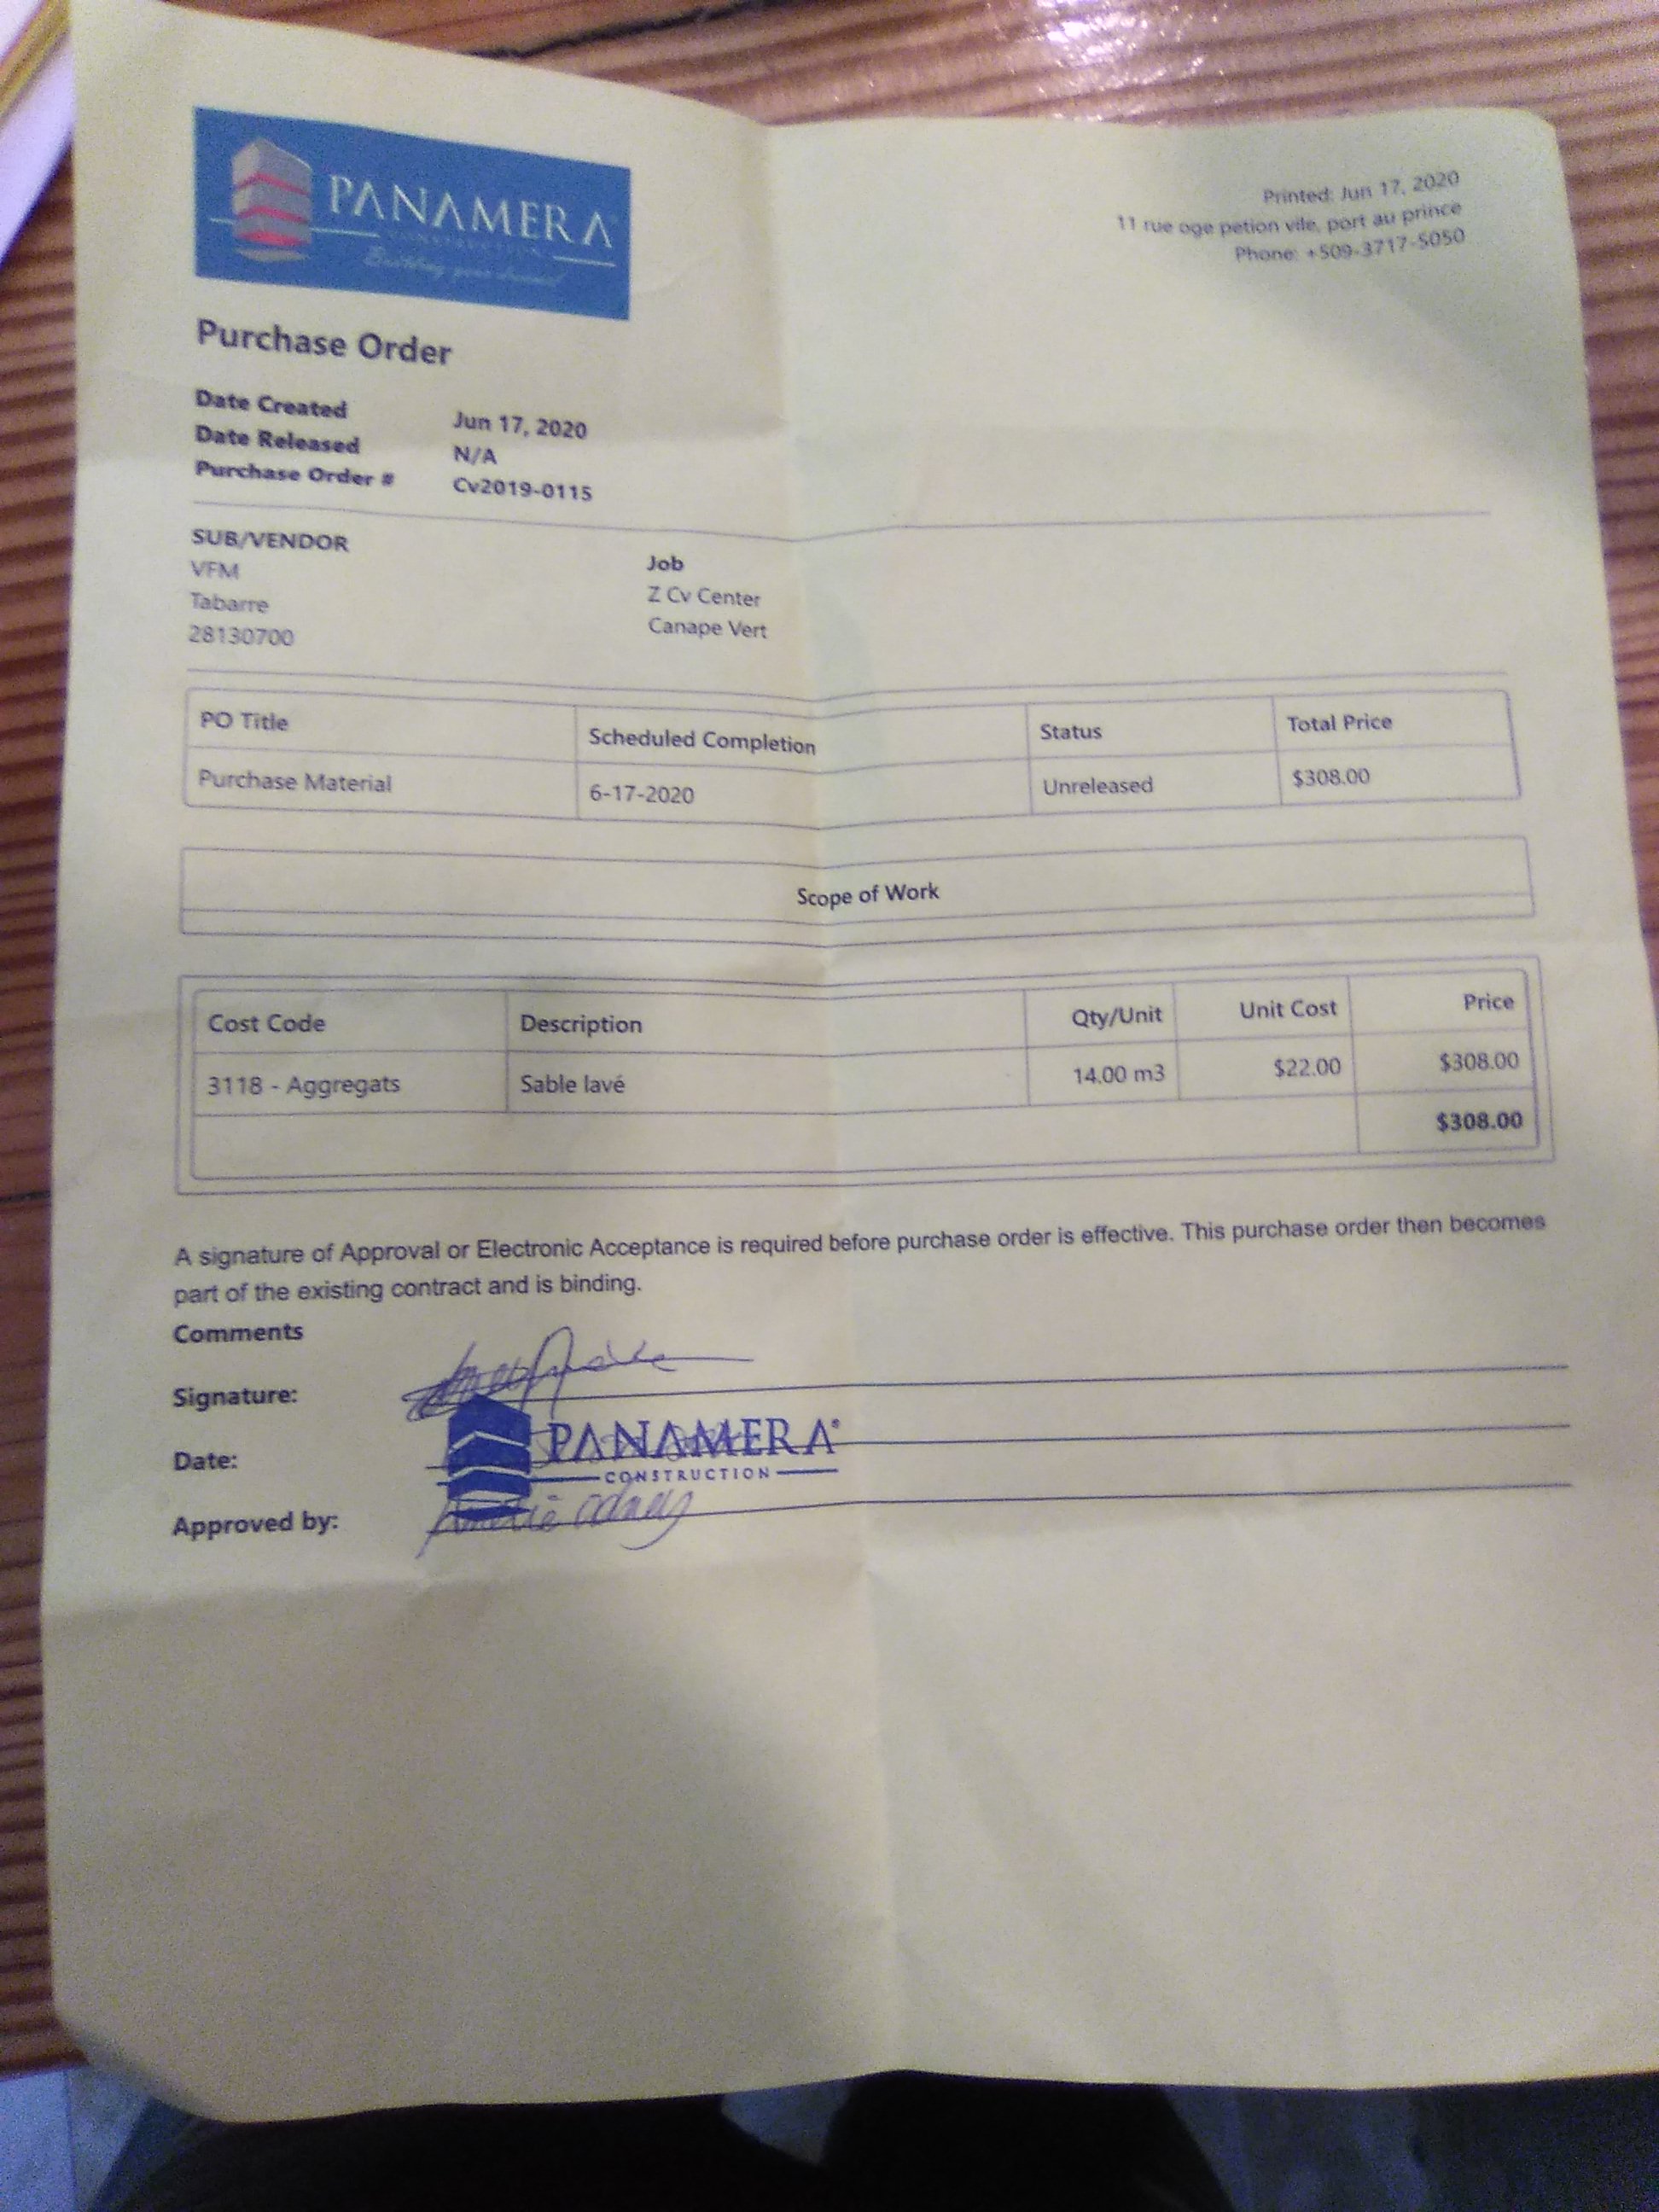 PANAMERA
CONSTRUCTION
Building your dreams
Printed: Jun 17, 2020
11 rue oge petion vile, port au prince
Phone: +509-3717-5050
Purchase Order
Date Created Jun 17, 2020
Date Released N/A
Purchase Order # Cv2019-0115
SUB/VENDOR
VFM
Tabarre
28130700
Job
Z Cv Center
Canape Vert
PO Title Scheduled Completion Status Total Price
Purchase Material 6-17-2020 Unreleased $308.00
Scope of Work
Cost Code Description Qty/Unit Unit Cost Price
3118 - Aggregats Sable lavé 14.00 m3 $22.00 $308.00
$308.00
A signature of Approval or Electronic Acceptance is required before purchase order is effective. This purchase order then becomes
part of the existing contract and is binding.
Comments
Signature:
Date:
PANAMERA®
CONSTRUCTION
Approved by: